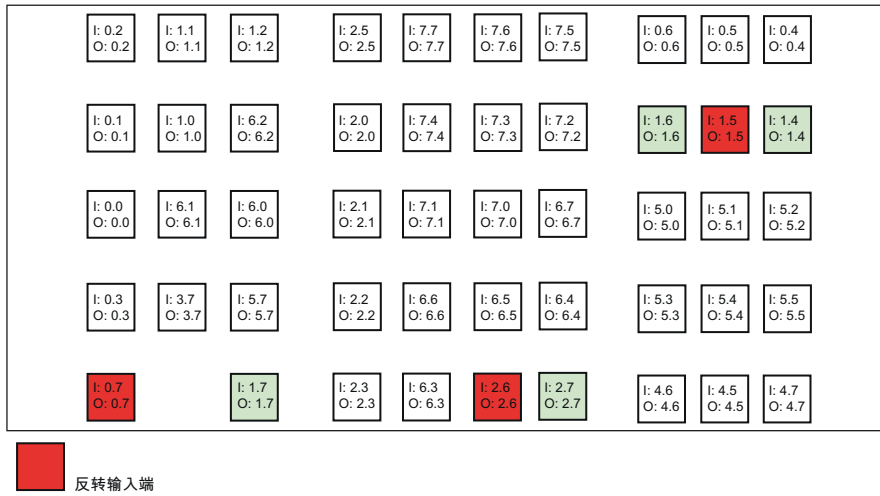 I: 0.2 I: 1.1 I: 1.2 I: 2.5 I: 7.7 I: 7.6 I: 7.5 I: 0.6 I: 0.5 I: 0.4
O: 0.2 O: 1.1 O: 1.2 O: 2.5 O: 7.7 O: 7.6 O: 7.5 O: 0.6 O: 0.5 O: 0.4
I: 0.1 I: 1.0 I: 6.2 I: 2.0 I: 7.4 I: 7.3 I: 7.2 I: 1.6 I: 1.5 I: 1.4
O: 0.1 O: 1.0 O: 6.2 O: 2.0 O: 7.4 O: 7.3 O: 7.2 O: 1.6 O: 1.5 O: 1.4
I: 0.0 I: 6.1 I: 6.0 I: 2.1 I: 7.1 I: 7.0 I: 6.7 I: 5.0 I: 5.1 I: 5.2
O: 0.0 O: 6.1 O: 6.0 O: 2.1 O: 7.1 O: 7.0 O: 6.7 O: 5.0 O: 5.1 O: 5.2
I: 0.3 I: 3.7 I: 5.7 I: 2.2 I: 6.6 I: 6.5 I: 6.4 I: 5.3 I: 5.4 I: 5.5
O: 0.3 O: 3.7 O: 5.7 O: 2.2 O: 6.6 O: 6.5 O: 6.4 O: 5.3 O: 5.4 O: 5.5
I: 0.7 I: 1.7 I: 2.3 I: 6.3 I: 2.6 I: 2.7 I: 4.6 I: 4.5 I: 4.7
O: 0.7 O: 1.7 O: 2.3 O: 6.3 O: 2.6 O: 2.7 O: 4.6 O: 4.5 O: 4.7
反转输入端